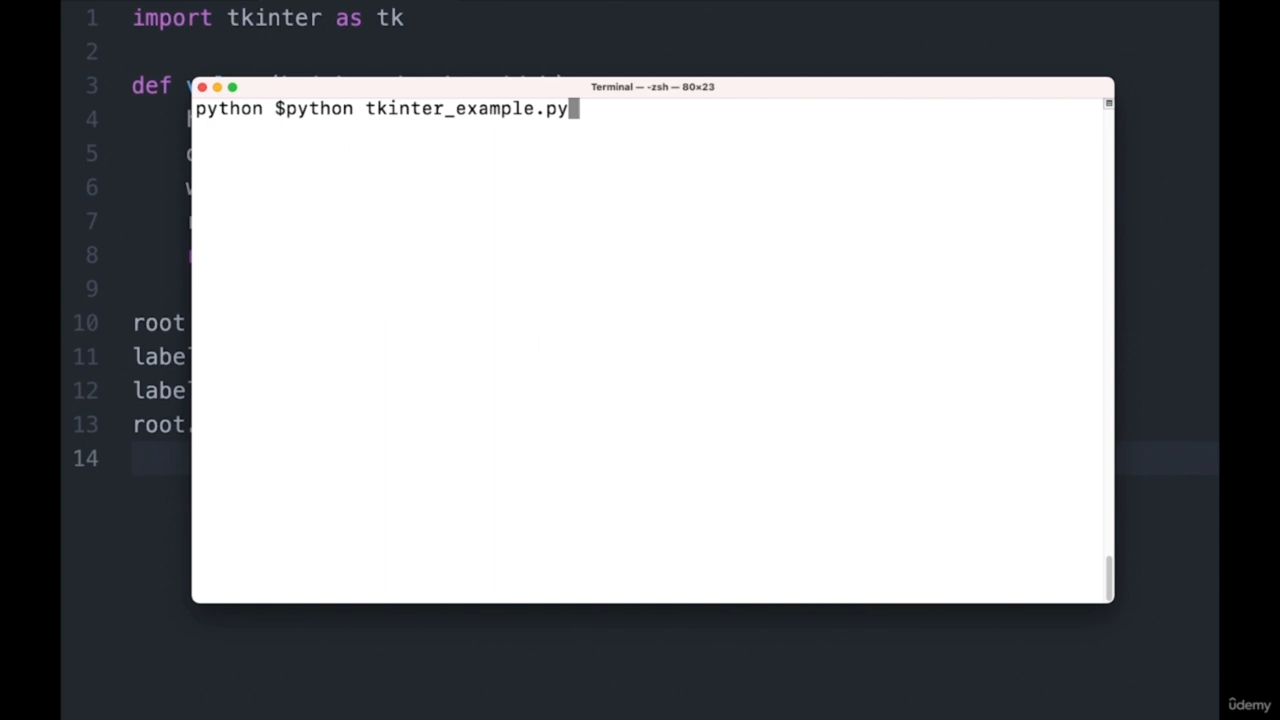 1 import tkinter as tk
2
3 def
Terminal — -zsh — 80×23
python $python tkinter_example.py
4
5
6
7
8
9
10 root
11 label
12 label
13 root.
14
ûdemy